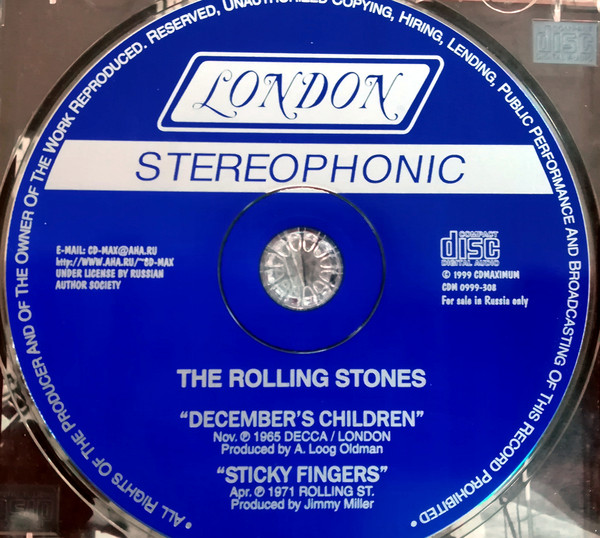 LONDON
STEREOPHONIC
E-MAIL: CD-MAX@AHA.RU
http://WWW.AHA.RU/~CD-MAX
UNDER LICENSE BY RUSSIAN
AUTHOR SOCIETY
COMPACT
disc
DIGITAL AUDIO
© 1999 CDMAXIMUM
CDM 0999-308
For sale in Russia only
THE ROLLING STONES
“DECEMBER'S CHILDREN”
Nov. ℗ 1965 DECCA / LONDON
Produced by A. Loog Oldman
“STICKY FINGERS”
Apr. ℗ 1971 ROLLING ST.
Produced by Jimmy Miller
• ALL RIGHTS OF THE PRODUCER AND OF THE OWNER OF THE WORK REPRODUCED. RESERVED, UNAUTHORIZED COPYING, HIRING, LENDING, PUBLIC PERFORMANCE AND BROADCASTING OF THIS RECORD PROHIBITED •
disc